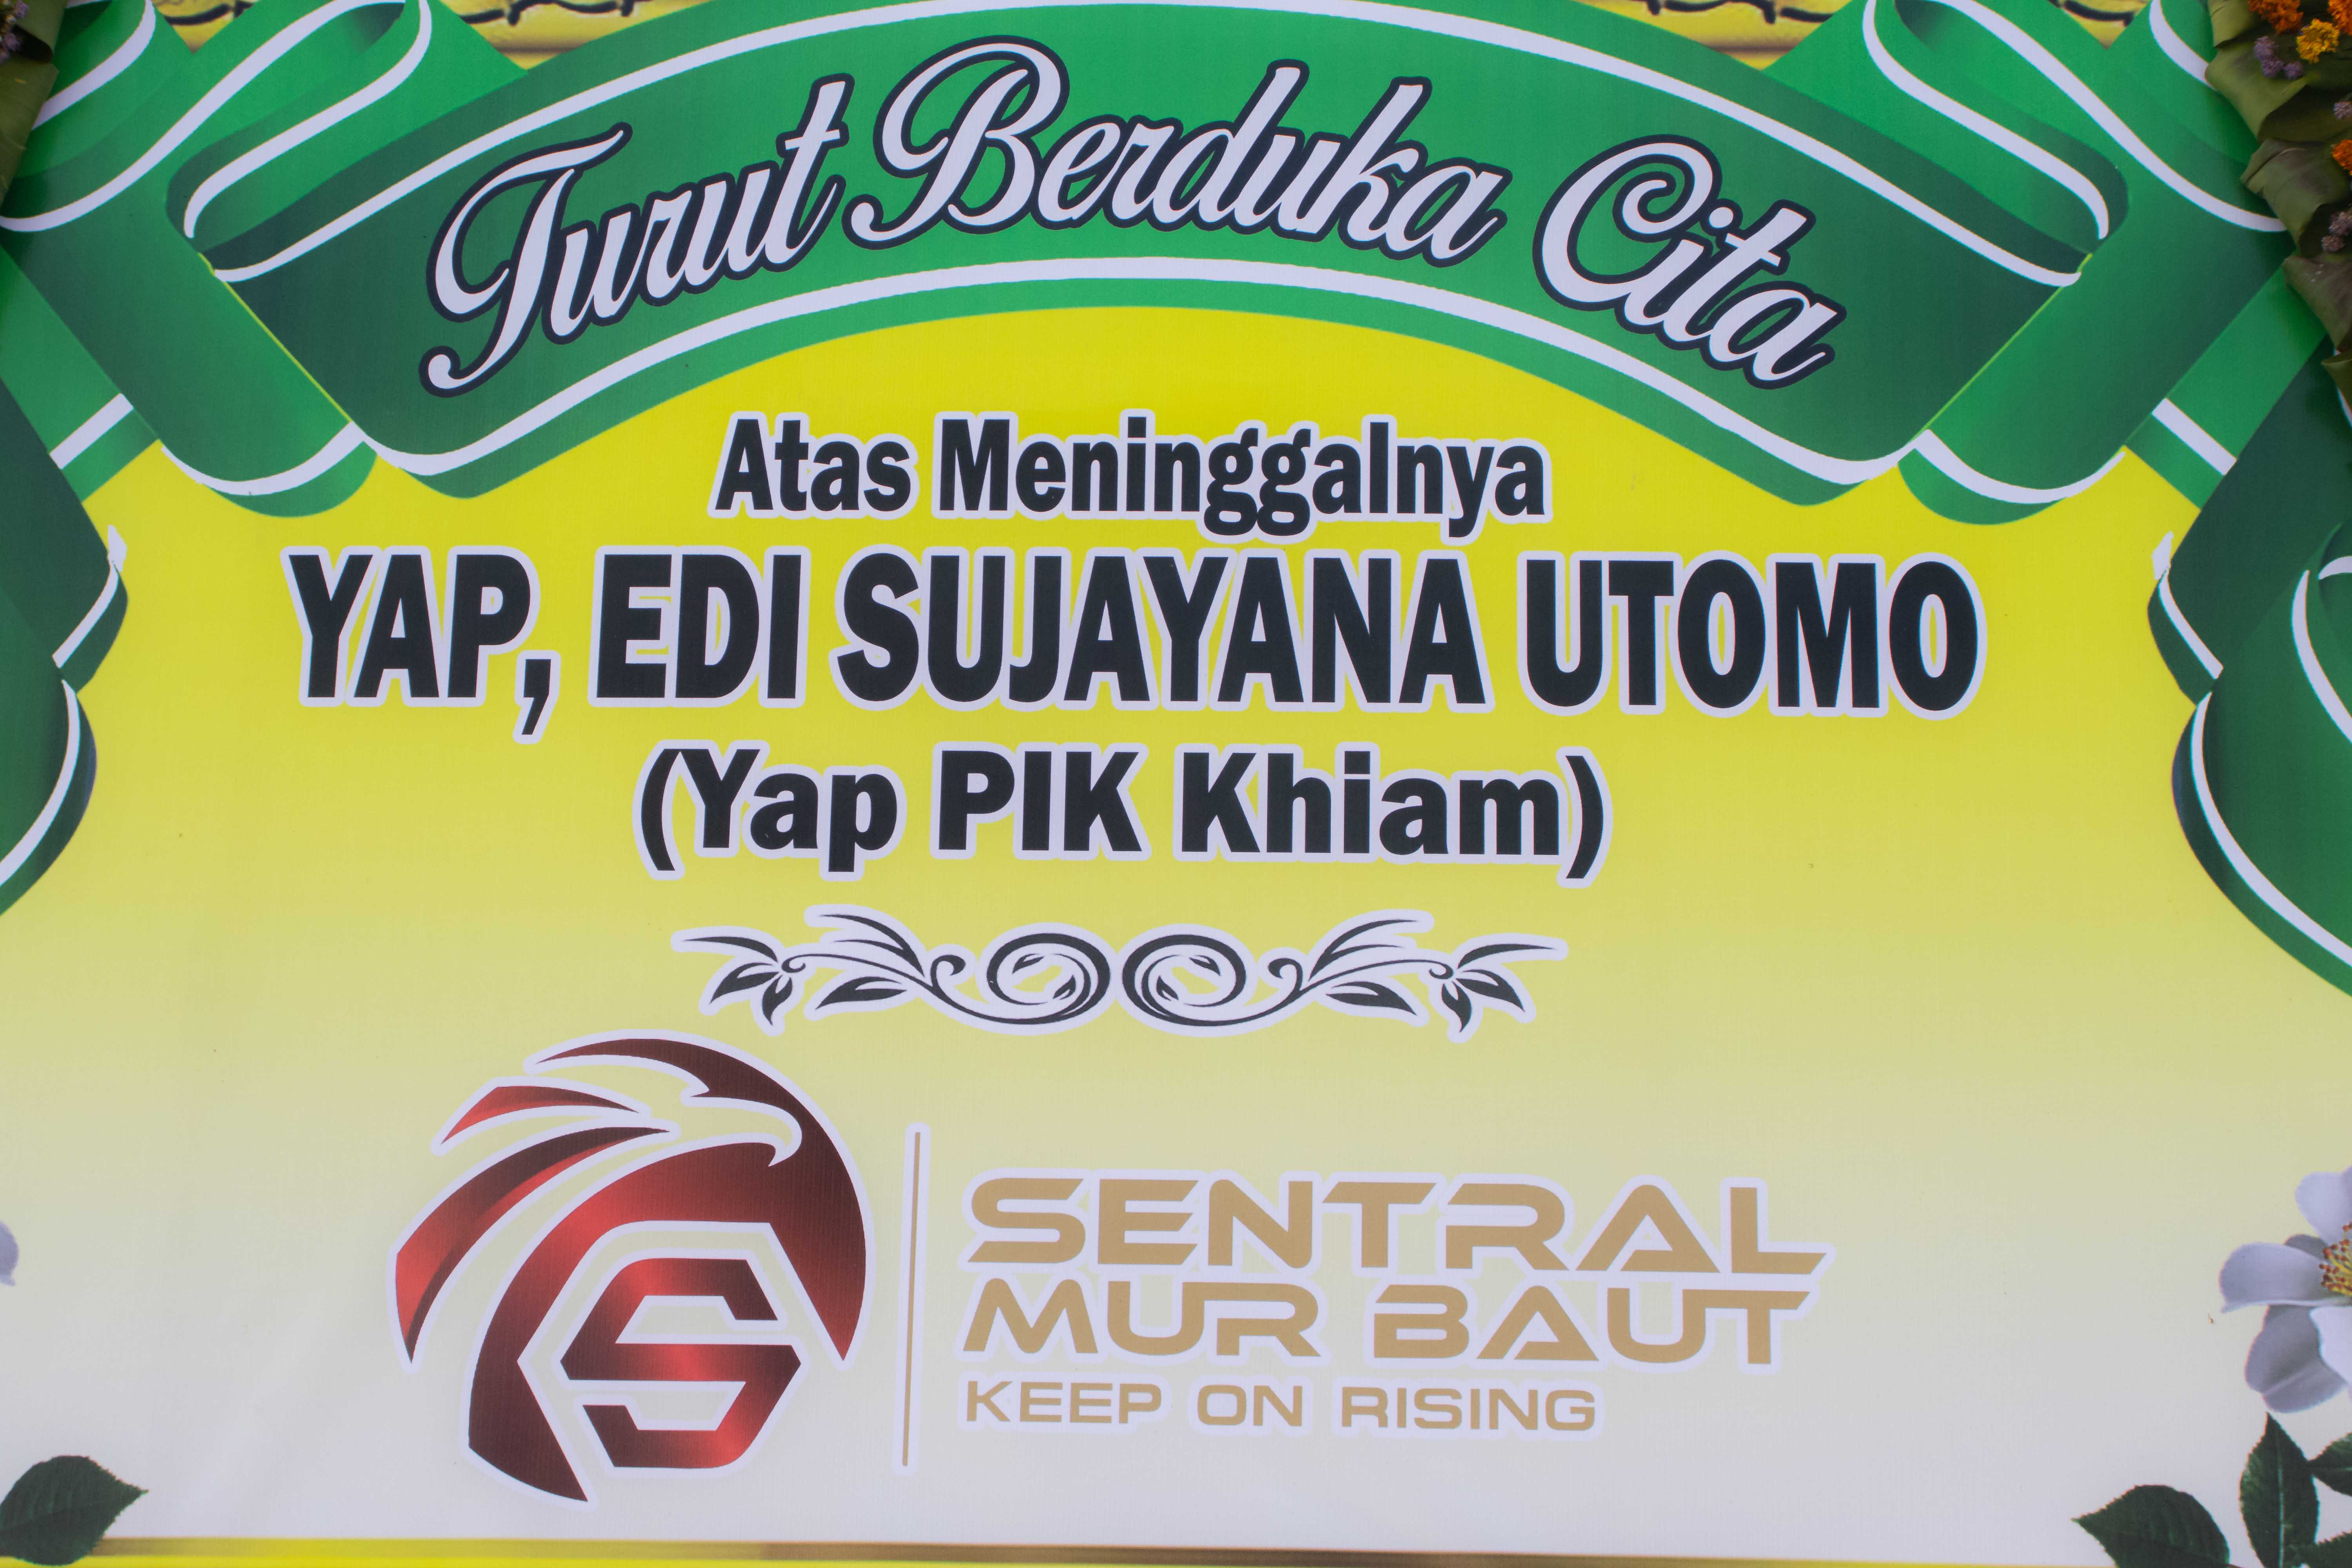 Turut Berduka Cita
Atas Meninggalnya
YAP, EDI SUJAYANA UTOMO
(Yap PIK Khiam)
SENTRAL
MUR BAUT
KEEP ON RISING